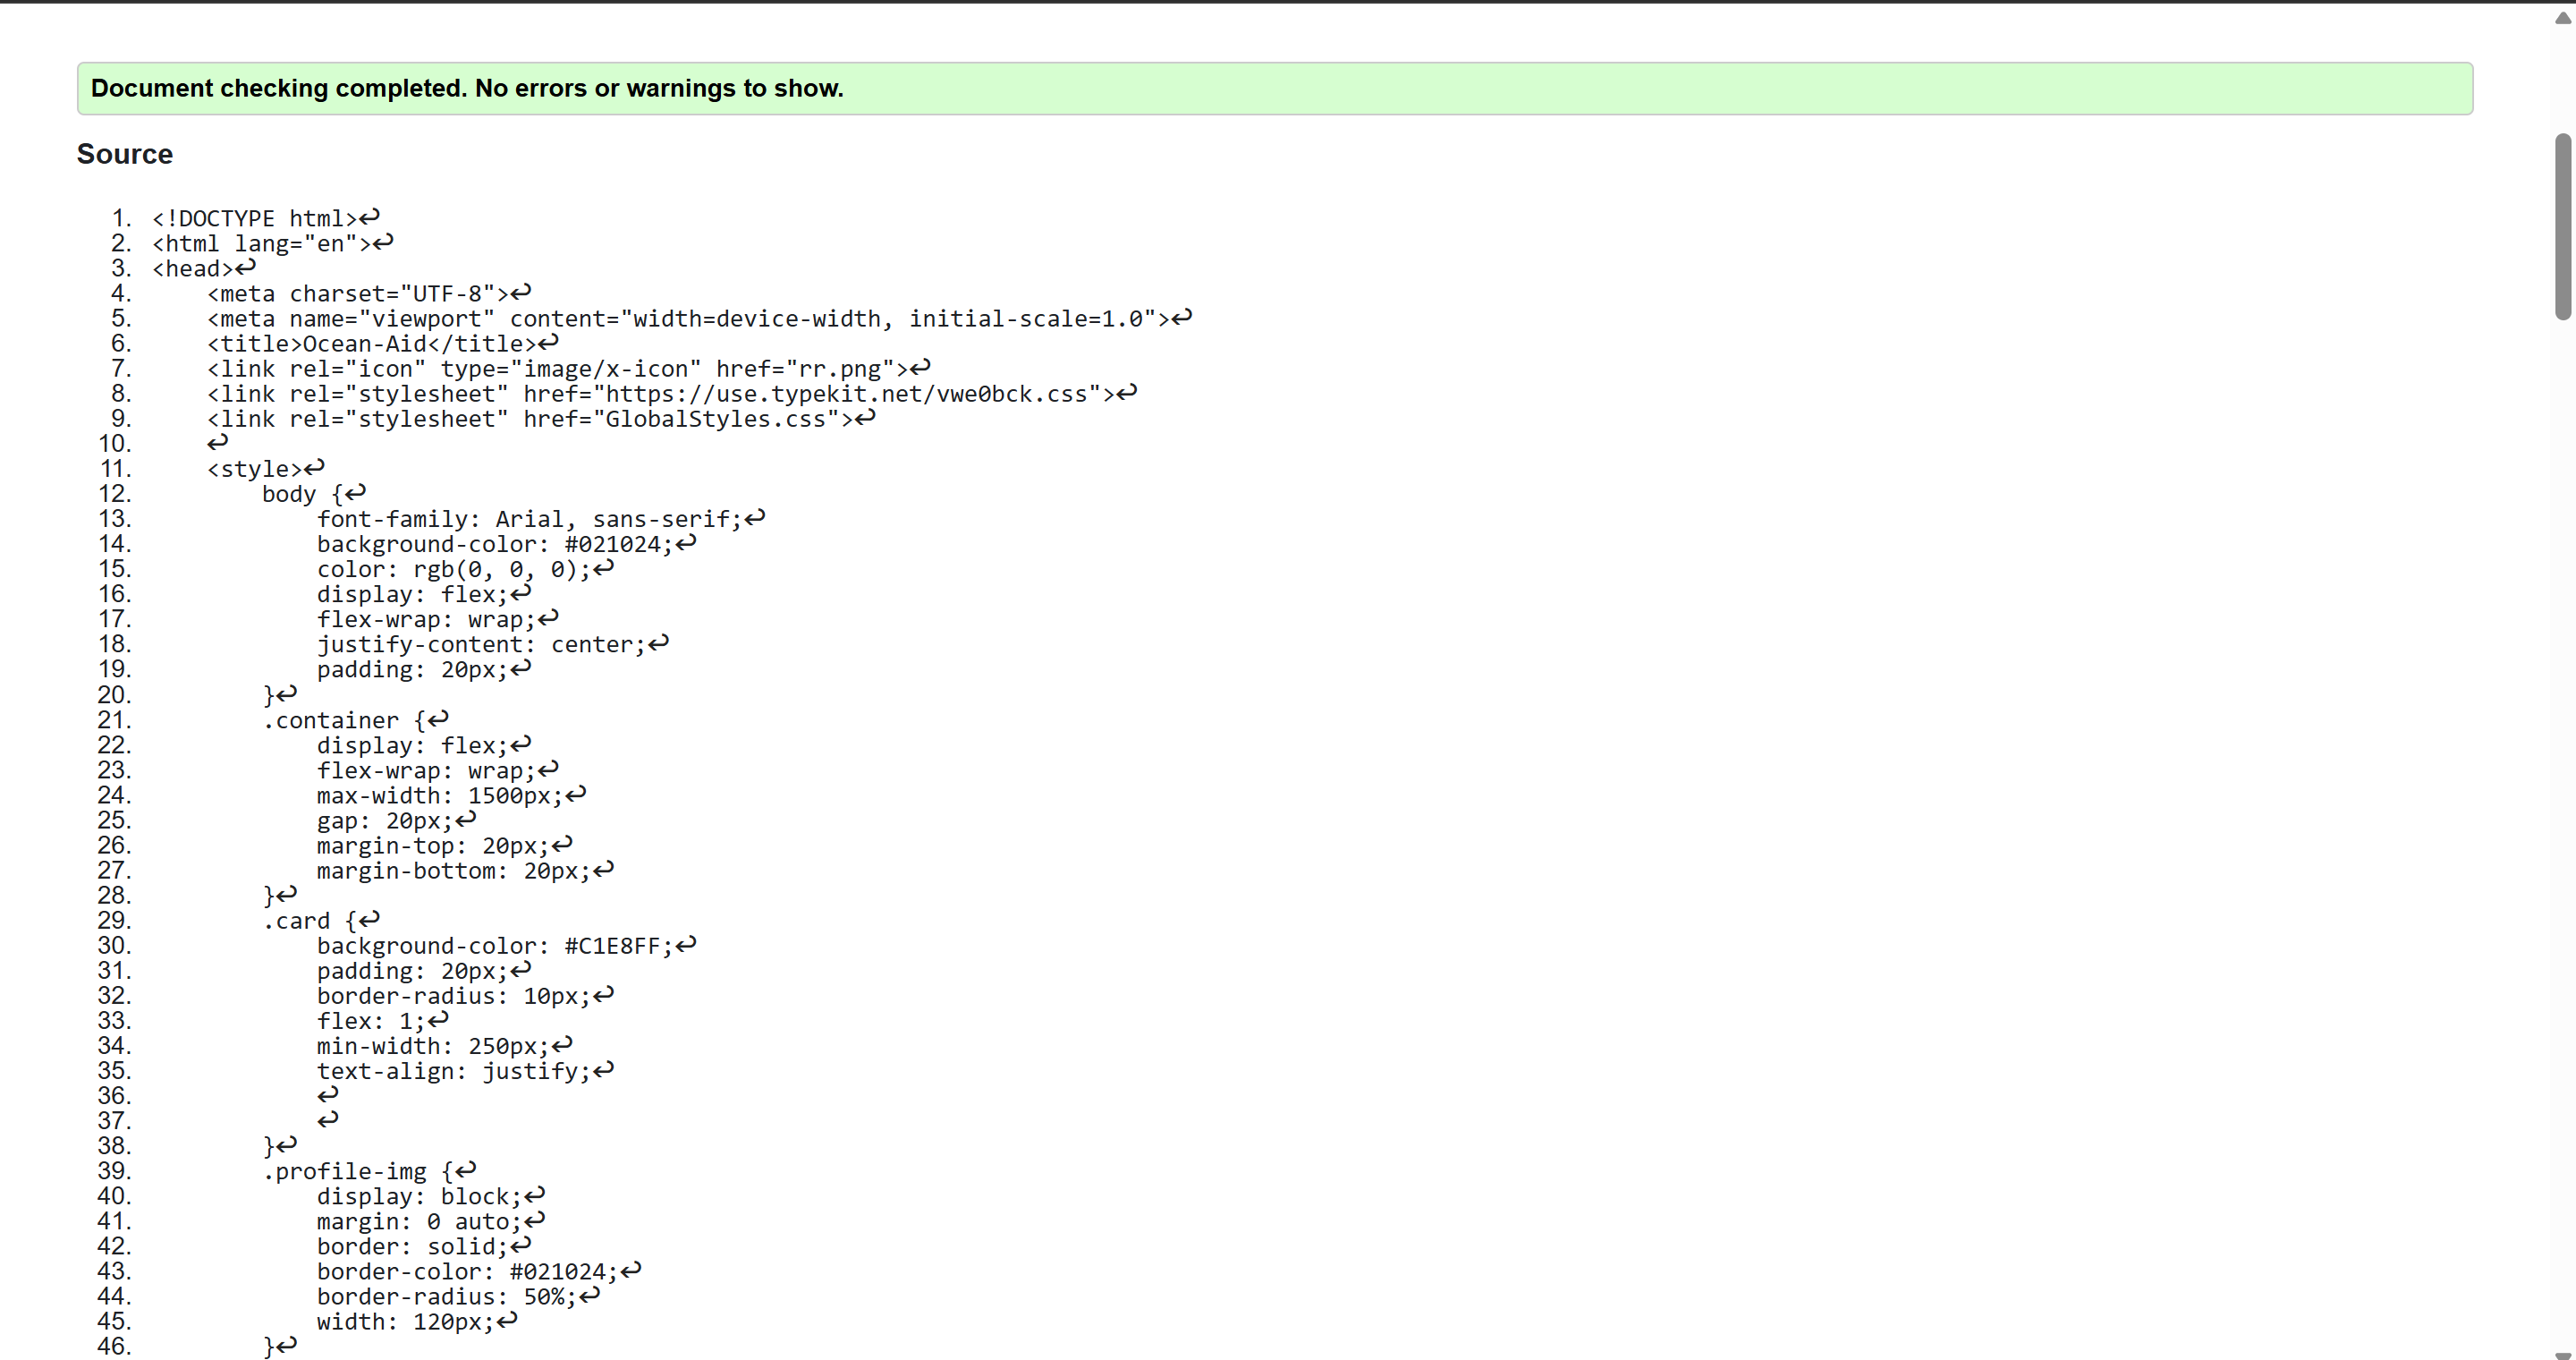 Document checking completed. No errors or warnings to show.
Source
1. <!DOCTYPE html>↩
2. <html lang="en">↩
3. <head>↩
4.     <meta charset="UTF-8">↩
5.     <meta name="viewport" content="width=device-width, initial-scale=1.0">↩
6.     <title>Ocean-Aid</title>↩
7.     <link rel="icon" type="image/x-icon" href="rr.png">↩
8.     <link rel="stylesheet" href="https://use.typekit.net/vwe0bck.css">↩
9.     <link rel="stylesheet" href="GlobalStyles.css">↩
10.     ↩
11.     <style>↩
12.         body {↩
13.             font-family: Arial, sans-serif;↩
14.             background-color: #021024;↩
15.             color: rgb(0, 0, 0);↩
16.             display: flex;↩
17.             flex-wrap: wrap;↩
18.             justify-content: center;↩
19.             padding: 20px;↩
20.         }↩
21.         .container {↩
22.             display: flex;↩
23.             flex-wrap: wrap;↩
24.             max-width: 1500px;↩
25.             gap: 20px;↩
26.             margin-top: 20px;↩
27.             margin-bottom: 20px;↩
28.         }↩
29.         .card {↩
30.             background-color: #C1E8FF;↩
31.             padding: 20px;↩
32.             border-radius: 10px;↩
33.             flex: 1;↩
34.             min-width: 250px;↩
35.             text-align: justify;↩
36.             ↩
37.             ↩
38.         }↩
39.         .profile-img {↩
40.             display: block;↩
41.             margin: 0 auto;↩
42.             border: solid;↩
43.             border-color: #021024;↩
44.             border-radius: 50%;↩
45.             width: 120px;↩
46.         }↩